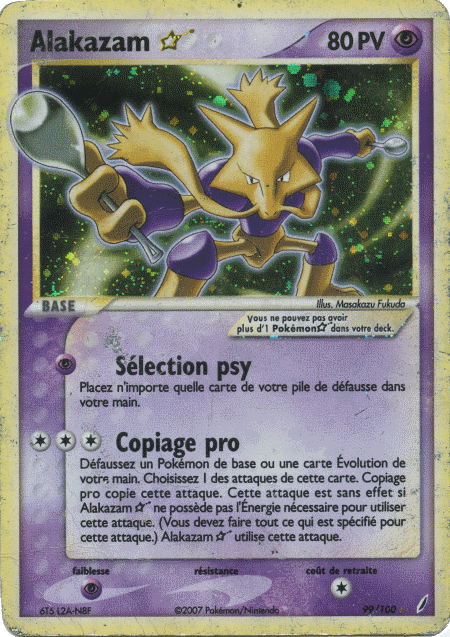 Alakazam ☆ 80 PV
BASE
Illus. Masakazu Fukuda
Vous ne pouvez pas avoir
plus d'1 Pokémon☆ dans votre deck.
Sélection psy
Placez n'importe quelle carte de votre pile de défausse dans
votre main.
Copiage pro
Défaussez un Pokémon de base ou une carte Évolution de
votre main. Choisissez 1 des attaques de cette carte. Copiage
pro copie cette attaque. Cette attaque est sans effet si
Alakazam ☆ ne possède pas l'Énergie nécessaire pour utiliser
cette attaque. (Vous devez faire tout ce qui est spécifié pour
cette attaque.) Alakazam ☆ utilise cette attaque.
faiblesse résistance coût de retraite
6T5 L2A-N8F ©2007 Pokémon/Nintendo 99/100